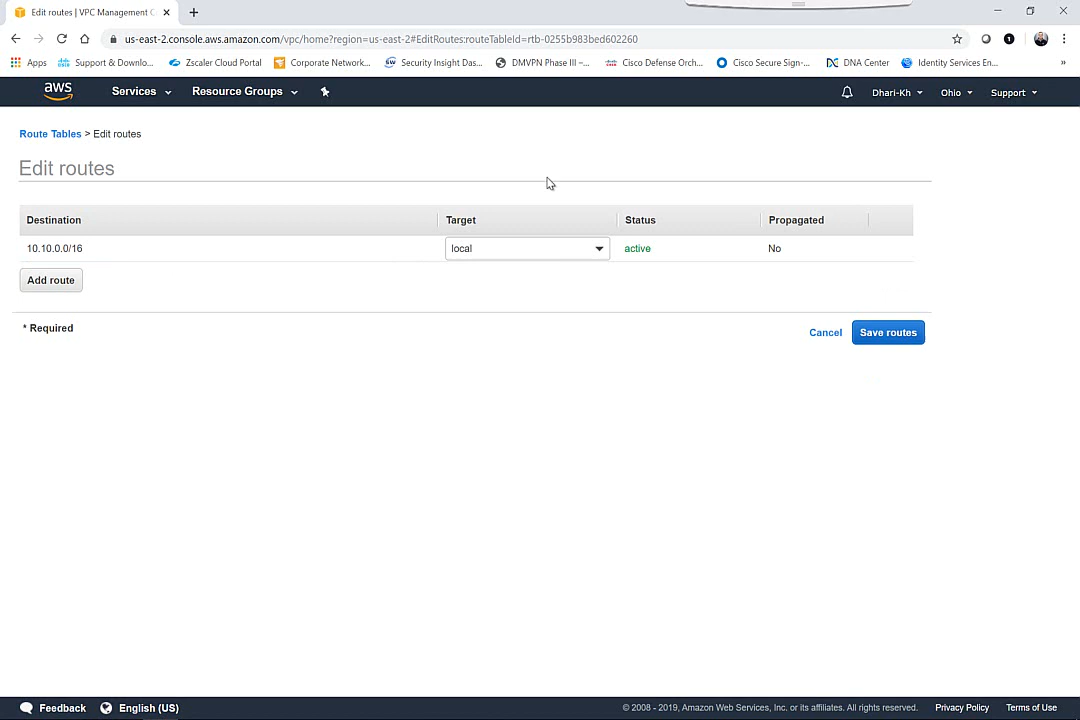 Edit routes | VPC Management C
us-east-2.console.aws.amazon.com/vpc/home?region=us-east-2#EditRoutes:routeTableId=rtb-0255b983bed602260
Apps Support & Downlo... Zscaler Cloud Portal Corporate Network... Security Insight Das... DMVPN Phase III –... Cisco Defense Orch... Cisco Secure Sign-... DNA Center Identity Services En... »
aws Services Resource Groups Dhari-Kh Ohio Support
Route Tables > Edit routes
Edit routes
Destination Target Status Propagated
10.10.0.0/16 local active No
Add route
* Required
Cancel Save routes
Feedback English (US) © 2008 - 2019, Amazon Web Services, Inc. or its affiliates. All rights reserved. Privacy Policy Terms of Use